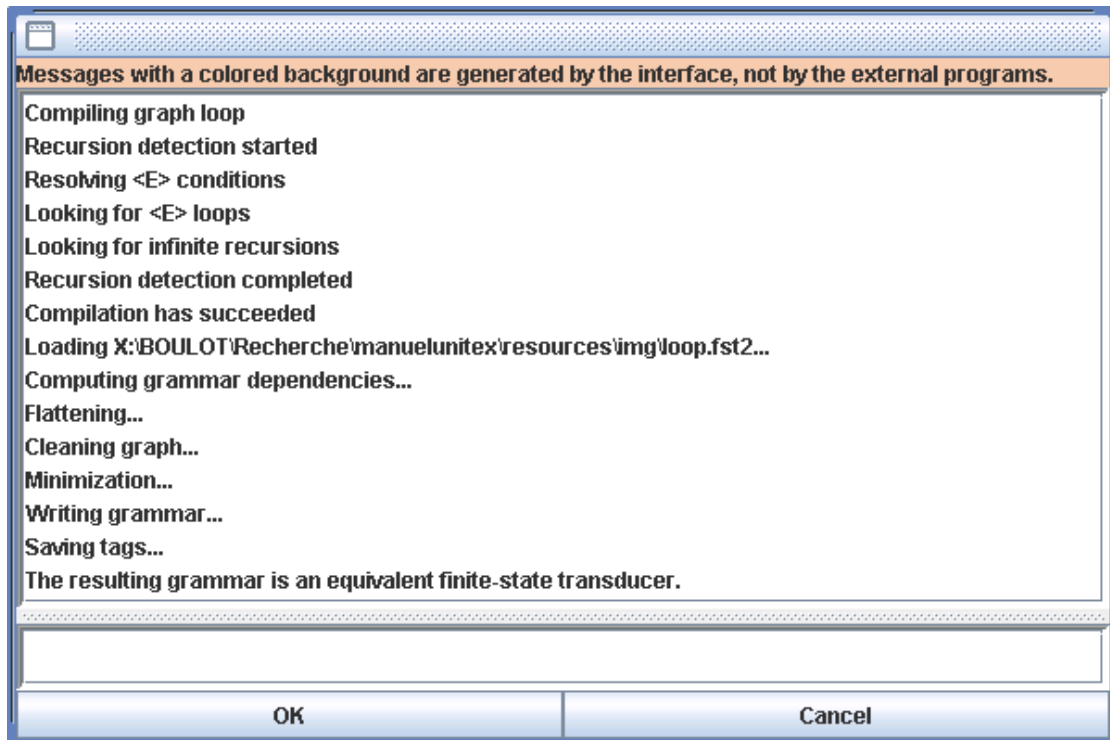 Messages with a colored background are generated by the interface, not by the external programs.
Compiling graph loop
Recursion detection started
Resolving <E> conditions
Looking for <E> loops
Looking for infinite recursions
Recursion detection completed
Compilation has succeeded
Loading X:\BOULOT\Recherche\manuelunitex\resources\img\loop.fst2...
Computing grammar dependencies...
Flattening...
Cleaning graph...
Minimization...
Writing grammar...
Saving tags...
The resulting grammar is an equivalent finite-state transducer.
OK Cancel